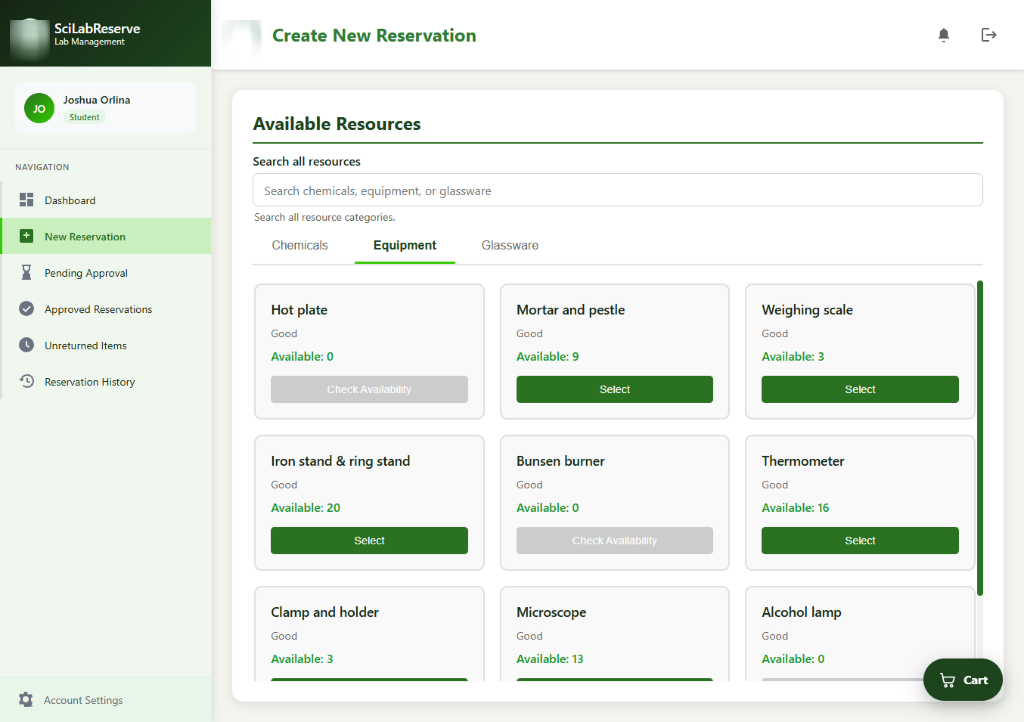 SciLabReserve
Lab Management
Create New Reservation
JO
Joshua Orlina
Student
NAVIGATION
Dashboard
New Reservation
Pending Approval
Approved Reservations
Unreturned Items
Reservation History
Account Settings
Available Resources
Search all resources
Search chemicals, equipment, or glassware
Search all resource categories.
Chemicals Equipment Glassware
Hot plate
Good
Available: 0
Check Availability
Mortar and pestle
Good
Available: 9
Select
Weighing scale
Good
Available: 3
Select
Iron stand & ring stand
Good
Available: 20
Select
Bunsen burner
Good
Available: 0
Check Availability
Thermometer
Good
Available: 16
Select
Clamp and holder
Good
Available: 3
Microscope
Good
Available: 13
Alcohol lamp
Good
Available: 0
Cart